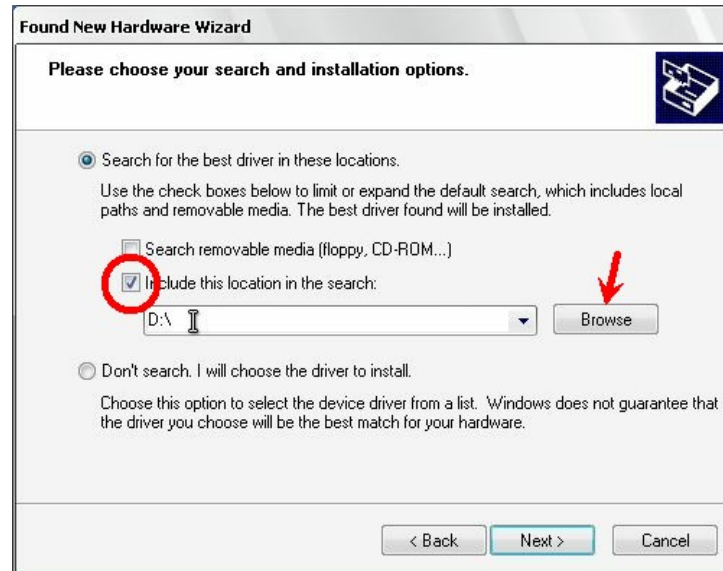 Found New Hardware Wizard
Please choose your search and installation options.
Search for the best driver in these locations.
Use the check boxes below to limit or expand the default search, which includes local
paths and removable media. The best driver found will be installed.
Search removable media (floppy, CD-ROM...)
Include this location in the search:
D:\
Browse
Don't search. I will choose the driver to install.
Choose this option to select the device driver from a list. Windows does not guarantee that
the driver you choose will be the best match for your hardware.
< Back Next > Cancel